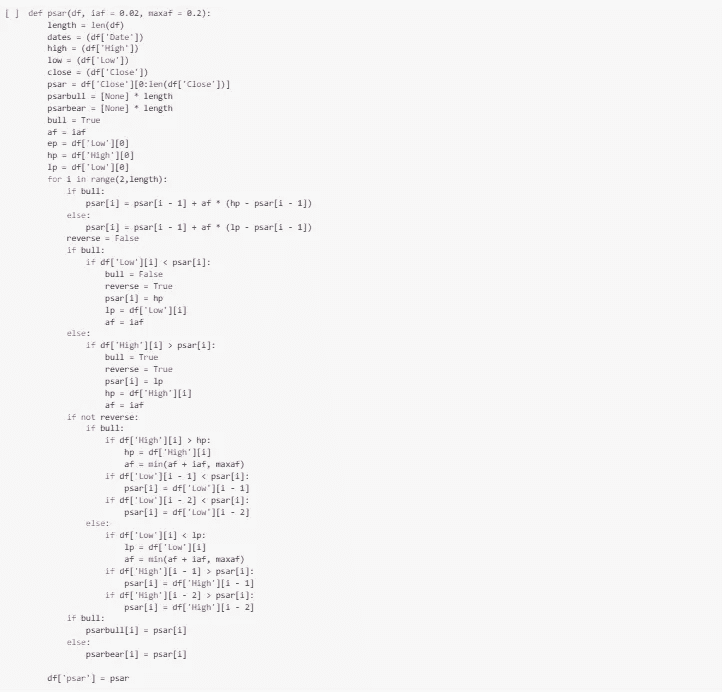 [ ] def psar(df, iaf = 0.02, maxaf = 0.2):
    length = len(df)
    dates = (df['Date'])
    high = (df['High'])
    low = (df['Low'])
    close = (df['Close'])
    psar = df['Close'][0:len(df['Close'])]
    psarbull = [None] * length
    psarbear = [None] * length
    bull = True
    af = iaf
    ep = df['Low'][0]
    hp = df['High'][0]
    lp = df['Low'][0]
    for i in range(2,length):
        if bull:
            psar[i] = psar[i - 1] + af * (hp - psar[i - 1])
        else:
            psar[i] = psar[i - 1] + af * (lp - psar[i - 1])
        reverse = False
        if bull:
            if df['Low'][i] < psar[i]:
                bull = False
                reverse = True
                psar[i] = hp
                lp = df['Low'][i]
                af = iaf
        else:
            if df['High'][i] > psar[i]:
                bull = True
                reverse = True
                psar[i] = lp
                hp = df['High'][i]
                af = iaf
        if not reverse:
            if bull:
                if df['High'][i] > hp:
                    hp = df['High'][i]
                    af = min(af + iaf, maxaf)
                if df['Low'][i - 1] < psar[i]:
                    psar[i] = df['Low'][i - 1]
                if df['Low'][i - 2] < psar[i]:
                    psar[i] = df['Low'][i - 2]
            else:
                if df['Low'][i] < lp:
                    lp = df['Low'][i]
                    af = min(af + iaf, maxaf)
                if df['High'][i - 1] > psar[i]:
                    psar[i] = df['High'][i - 1]
                if df['High'][i - 2] > psar[i]:
                    psar[i] = df['High'][i - 2]
        if bull:
            psarbull[i] = psar[i]
        else:
            psarbear[i] = psar[i]
    df['psar'] = psar